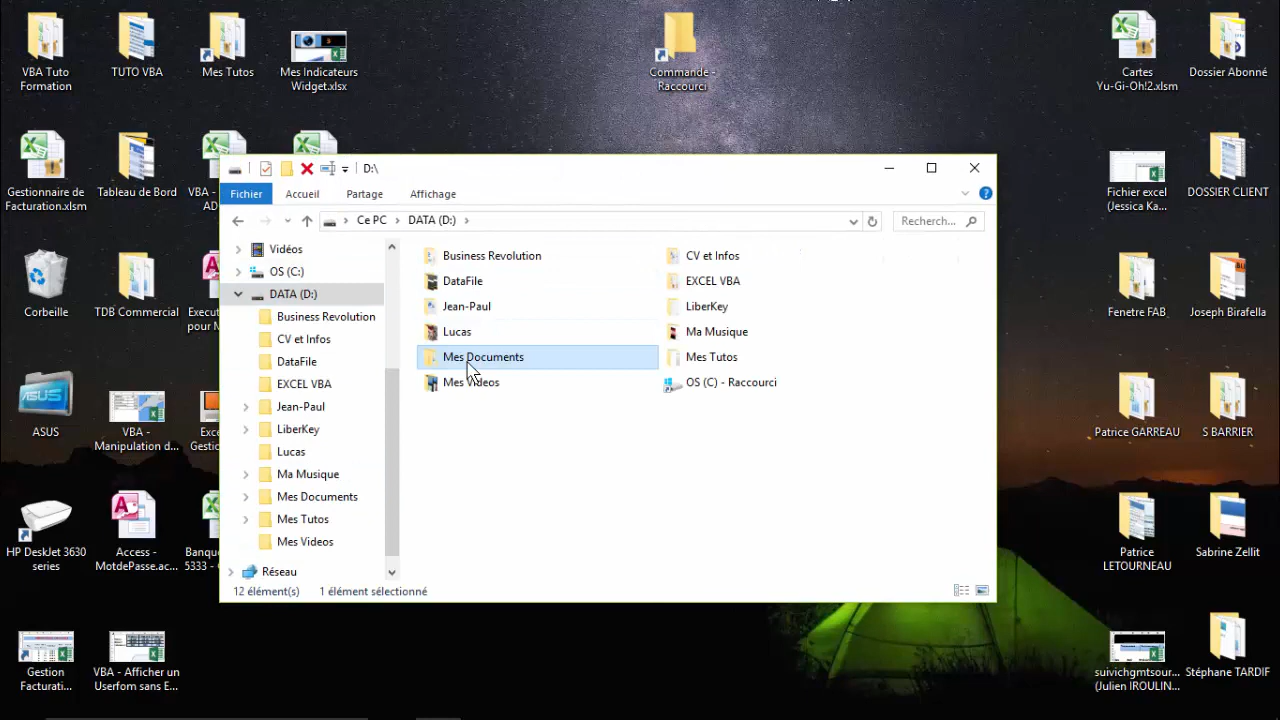 VBA Tuto
Formation
TUTO VBA
Mes Tutos
Mes Indicateurs
Widget.xlsx
Commande -
Raccourci
Cartes
Yu-Gi-Oh!2.xlsm
Dossier Abonné
Gestionnaire de
Facturation.xlsm
Tableau de Bord
VBA -
AD
Fichier excel
(Jessica Ka...
DOSSIER CLIENT
Corbeille
TDB Commercial
Execut
pour M
Fenetre FAB
Joseph Birafella
ASUS
VBA -
Manipulation d...
Exce
Gesti
Patrice GARREAU
S BARRIER
HP DeskJet 3630
series
Access -
MotdePasse.ac...
Banqu
5333 -
Patrice
LETOURNEAU
Sabrine Zellit
Gestion
Facturati...
VBA - Afficher un
Userfom sans E...
suivichgmtsour...
(Julien IROULIN...
Stéphane TARDIF
D:\
Fichier
Accueil
Partage
Affichage
Ce PC
DATA (D:)
Recherch...
Vidéos
OS (C:)
DATA (D:)
Business Revolution
CV et Infos
DataFile
EXCEL VBA
Jean-Paul
LiberKey
Lucas
Ma Musique
Mes Documents
Mes Tutos
Mes Videos
Réseau
Business Revolution
DataFile
Jean-Paul
Lucas
Mes Documents
Mes Videos
CV et Infos
EXCEL VBA
LiberKey
Ma Musique
Mes Tutos
OS (C) - Raccourci
12 élément(s)
1 élément sélectionné